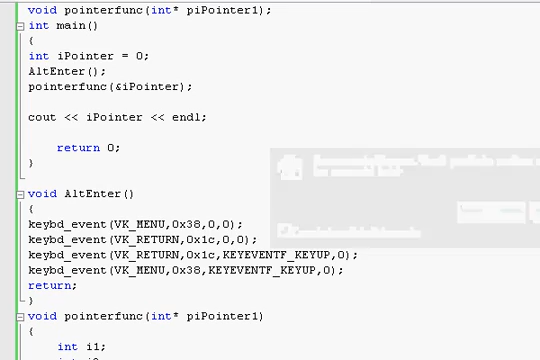 void pointerfunc(int* piPointer1);
int main()
{
int iPointer = 0;
AltEnter();
pointerfunc(&iPointer);
cout << iPointer << endl;
return 0;
}
void AltEnter()
{
keybd_event(VK_MENU,0x38,0,0);
keybd_event(VK_RETURN,0x1c,0,0);
keybd_event(VK_RETURN,0x1c,KEYEVENTF_KEYUP,0);
keybd_event(VK_MENU,0x38,KEYEVENTF_KEYUP,0);
return;
}
void pointerfunc(int* piPointer1)
{
int i1;